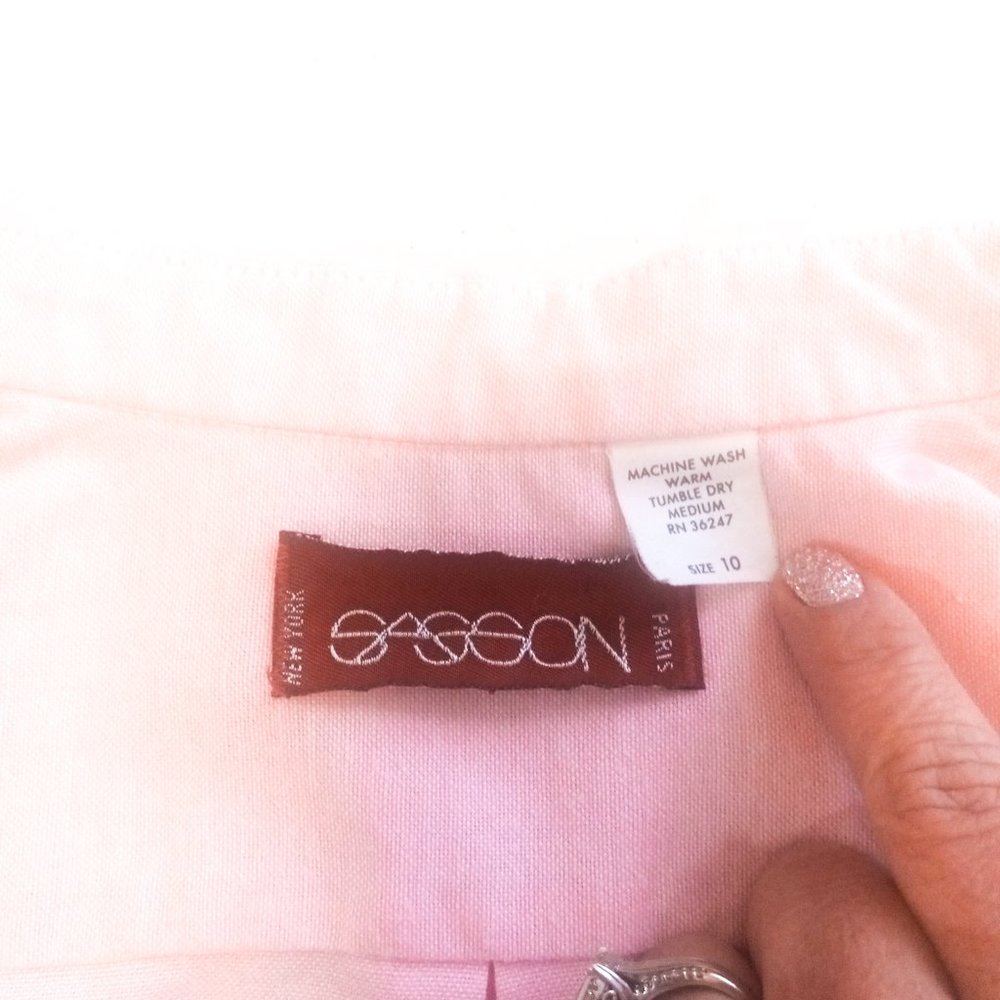 MACHINE WASH
WARM
TUMBLE DRY
MEDIUM
RN 36247
SIZE 10
NEW YORK
SASSON
PARIS